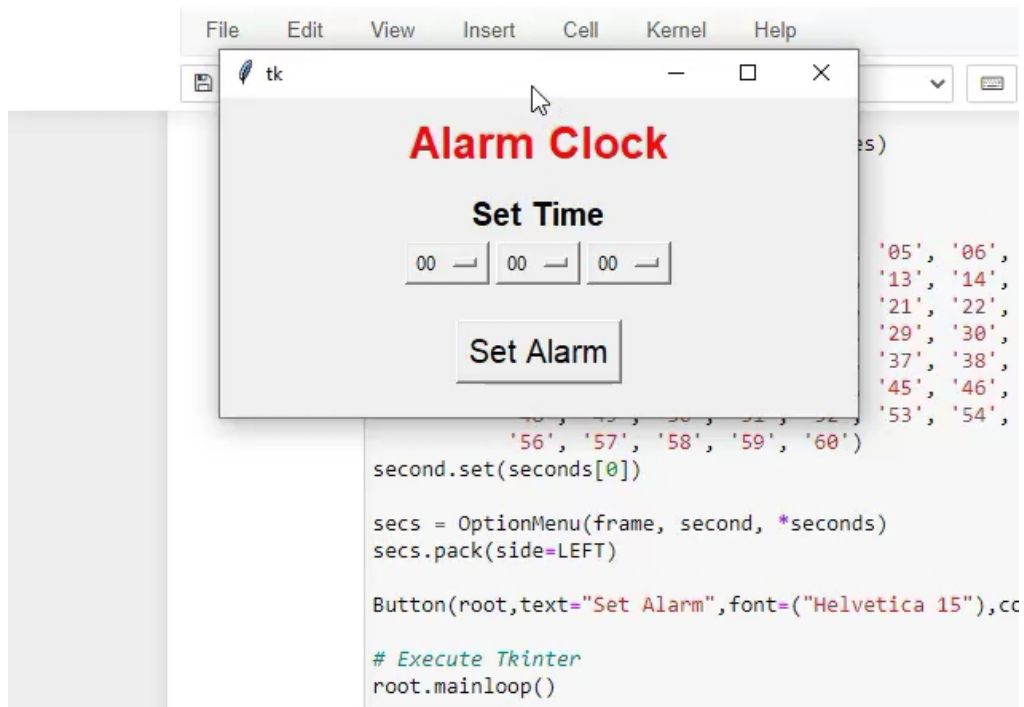 File Edit View Insert Cell Kernel Help
tk
Alarm Clock
es)
Set Time
00 00 00
'05', '06',
'13', '14',
'21', '22',
'29', '30',
Set Alarm
'37', '38',
'45', '46',
'53', '54',
'56', '57', '58', '59', '60')
second.set(seconds[0])
secs = OptionMenu(frame, second, *seconds)
secs.pack(side=LEFT)
Button(root,text="Set Alarm",font=("Helvetica 15"),co
# Execute Tkinter
root.mainloop()